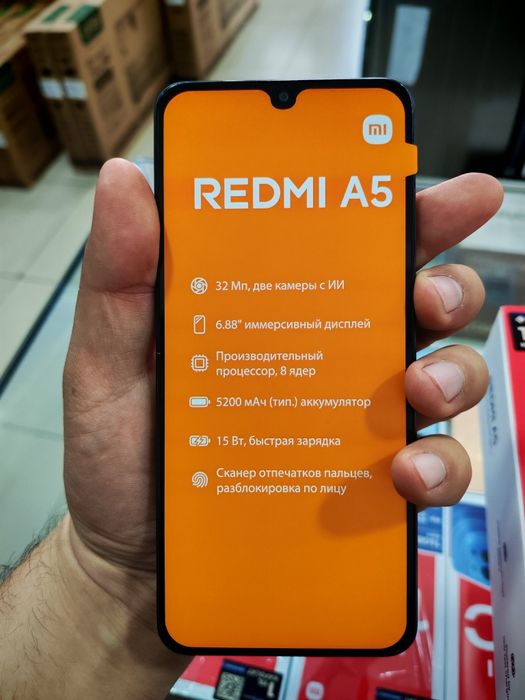 mi
REDMI A5
32 Мп, две камеры с ИИ
6.88" иммерсивный дисплей
Производительный
процессор, 8 ядер
5200 мАч (тип.) аккумулятор
15 Вт, быстрая зарядка
Сканер отпечатков пальцев,
разблокировка по лицу